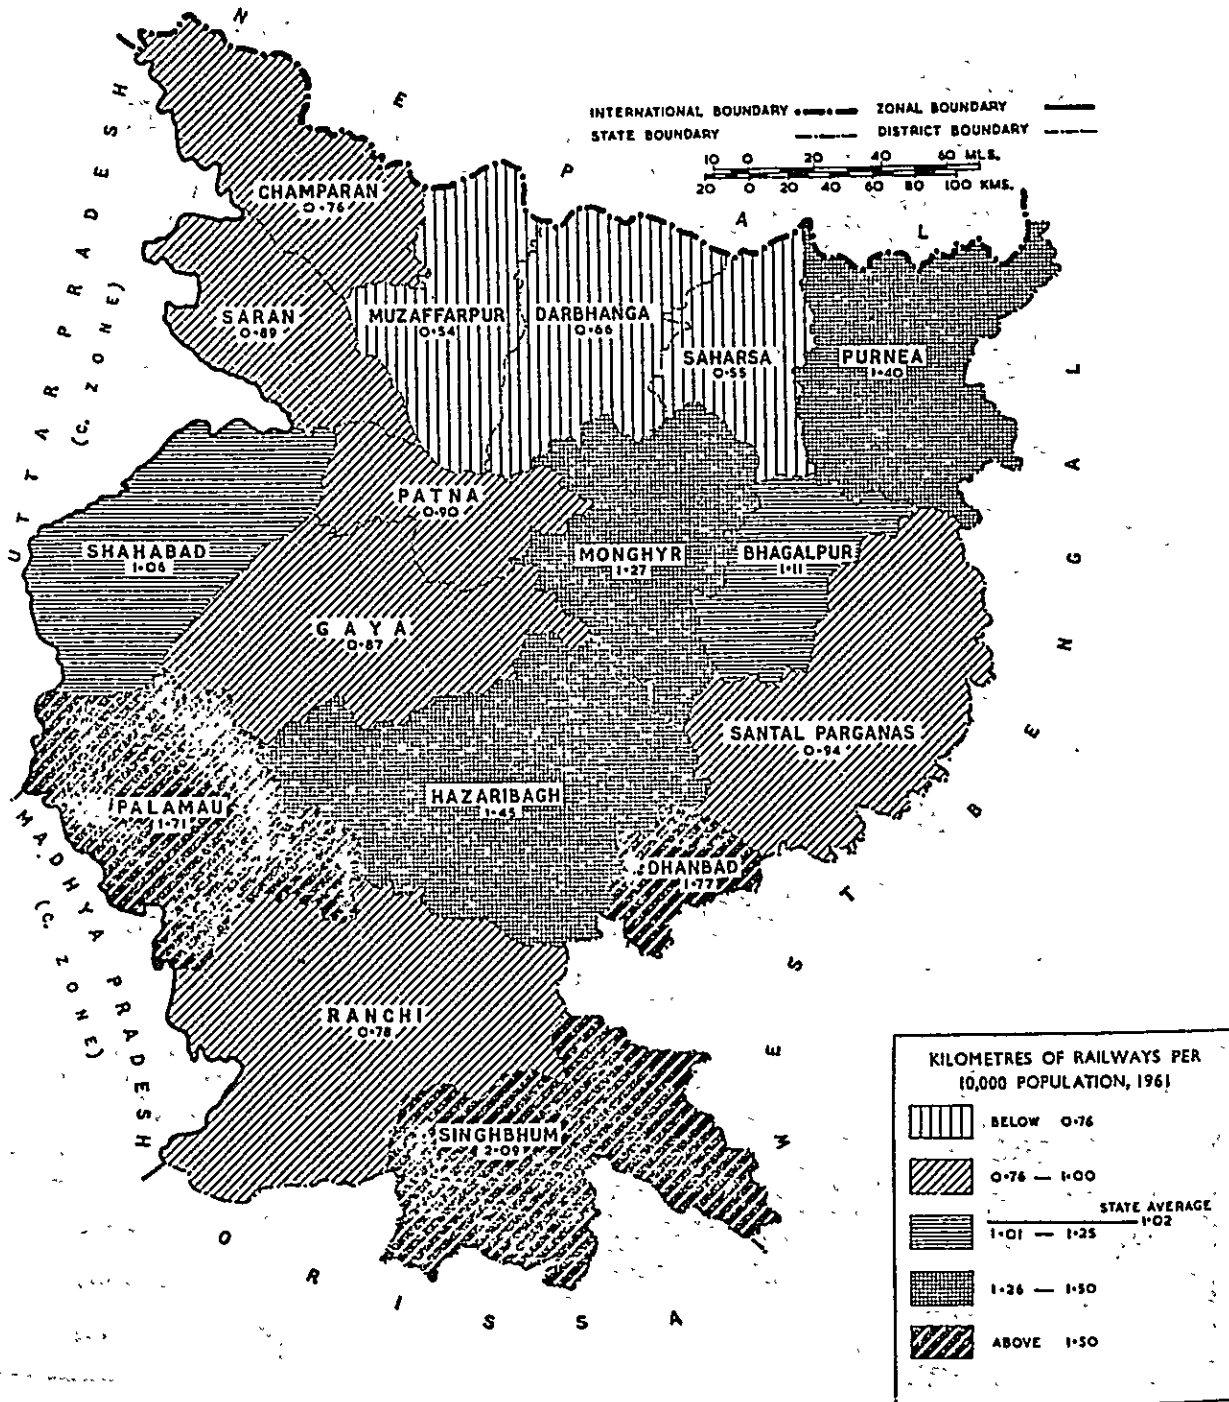 N E P A L
INTERNATIONAL BOUNDARY ZONAL BOUNDARY
STATE BOUNDARY DISTRICT BOUNDARY
10 0 20 40 60 MLS.
20 0 20 40 60 80 100 KMS.
UTTAR PRADESH
(C. ZONE)
CHAMPARAN
0·76
SARAN
0·89
MUZAFFARPUR
0·54
DARBHANGA
0·66
SAHARSA
0·55
PURNEA
1·40
PATNA
0·90
SHAHABAD
1·06
MONGHYR
1·27
BHAGALPUR
1·11
GAYA
0·87
SANTAL PARGANAS
0·94
HAZARIBAGH
1·45
PALAMAU
1·71
DHANBAD
1·77
RANCHI
0·78
SINGHBHUM
2·09
MADHYA PRADESH
(C. ZONE)
WEST BENGAL
ORISSA
KILOMETRES OF RAILWAYS PER
10,000 POPULATION, 1961
BELOW 0·76
0·76 — 1·00
STATE AVERAGE
1·02
1·01 — 1·25
1·26 — 1·50
ABOVE 1·50